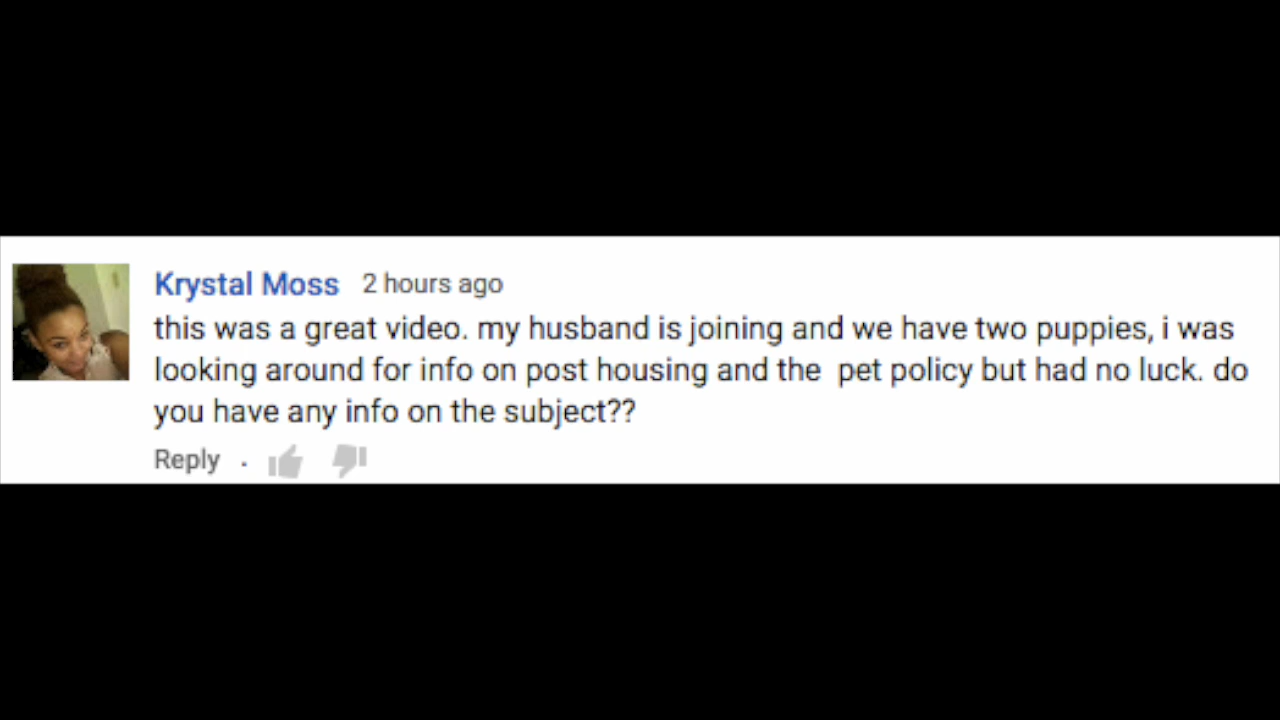 Krystal Moss 2 hours ago
this was a great video. my husband is joining and we have two puppies, i was
looking around for info on post housing and the  pet policy but had no luck. do
you have any info on the subject??
Reply .